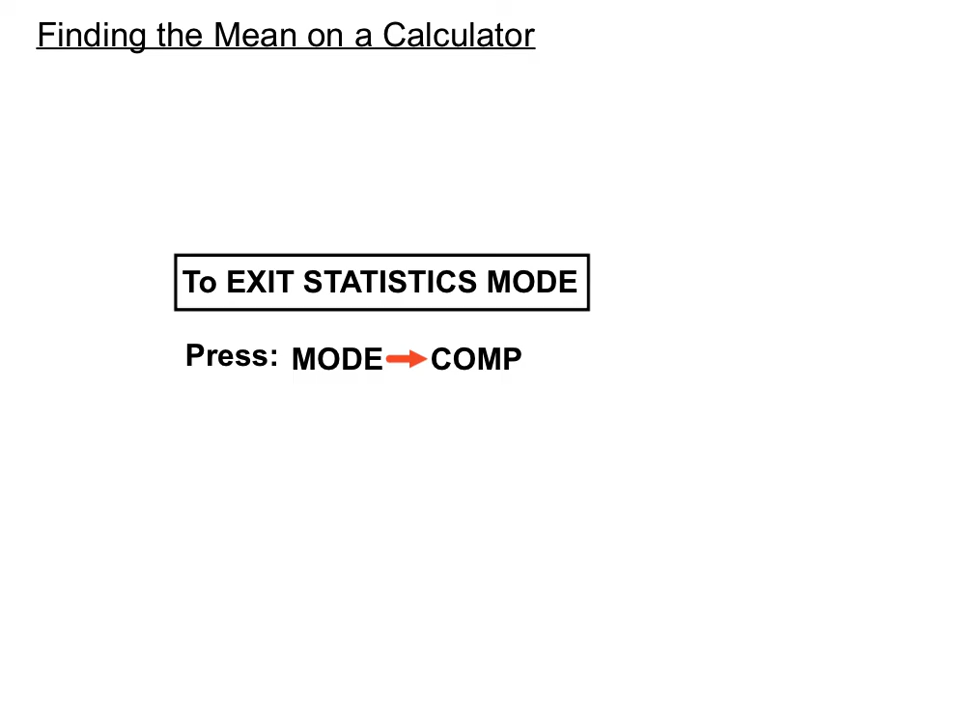 Finding the Mean on a Calculator
To EXIT STATISTICS MODE
Press: MODE COMP